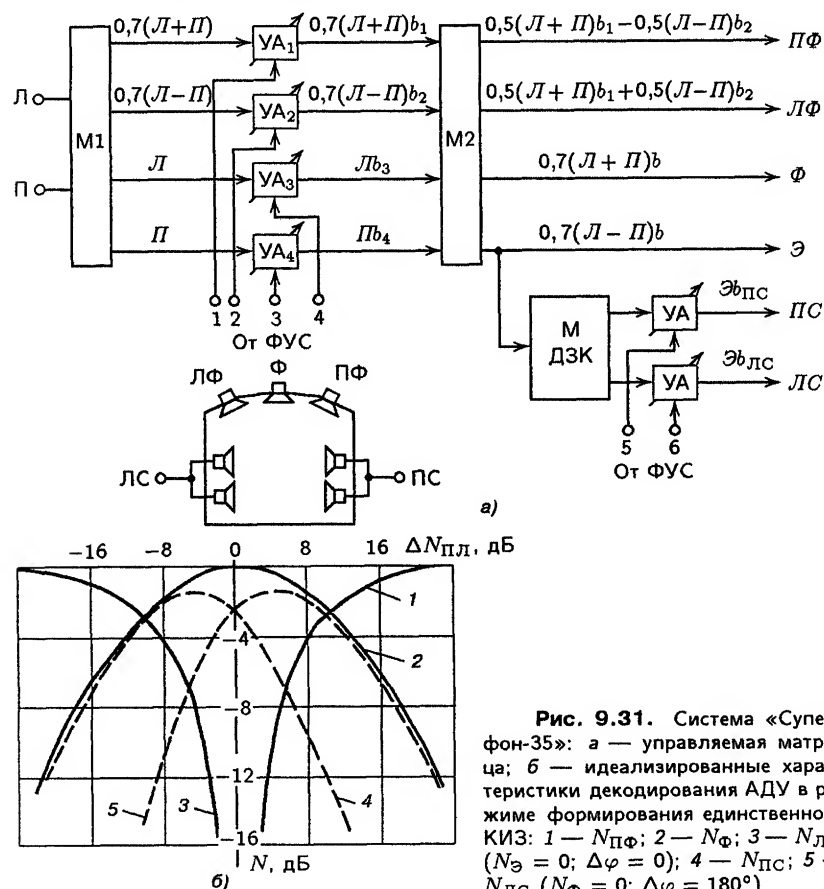 0,7(Л+П)
0,7(Л+П)b₁
0,5(Л+П)b₁−0,5(Л−П)b₂
УА₁
ПФ
Л
0,7(Л−П)
0,7(Л−П)b₂
0,5(Л+П)b₁+0,5(Л−П)b₂
УА₂
ЛФ
М1
М2
Л
Лb₃
0,7(Л+П)b
П
УА₃
Ф
П
Пb₄
0,7(Л−П)b
УА₄
Э
1 2 3 4
От ФУС
М ДЗК
УА
Эb_ПС
ПС
УА
Эb_ЛС
ЛС
5 6
От ФУС
ЛФ Ф ПФ
ЛС ПС
а)
−16 −8 0 8 16 ΔN_ПЛ, дБ
1
−4
2
−8
5 3 4
−12
−16
N, дБ
б)
Рис. 9.31. Система «Супе
фон-35»: а — управляемая матр
ца; б — идеализированные хара
теристики декодирования АДУ в р
жиме формирования единственно
КИЗ: 1 — N_ПФ; 2 — N_Ф; 3 — N_Л
(N_Э = 0; Δφ = 0); 4 — N_ПС; 5 –
N_ЛС (N_Ф = 0; Δφ = 180°)